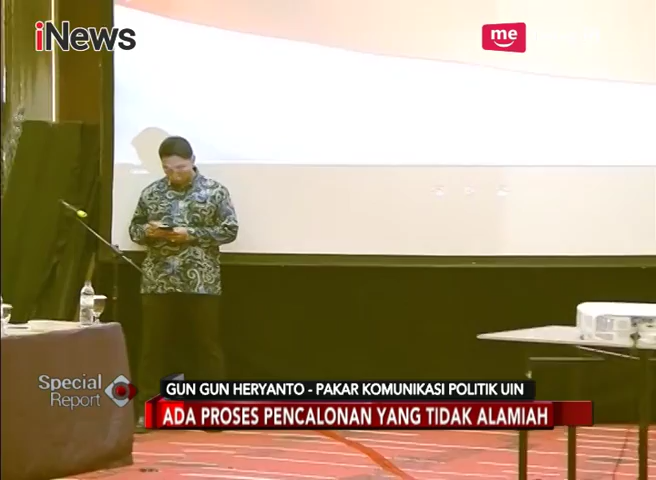 iNews
me
Special
Report
GUN GUN HERYANTO - PAKAR KOMUNIKASI POLITIK UIN
ADA PROSES PENCALONAN YANG TIDAK ALAMIAH